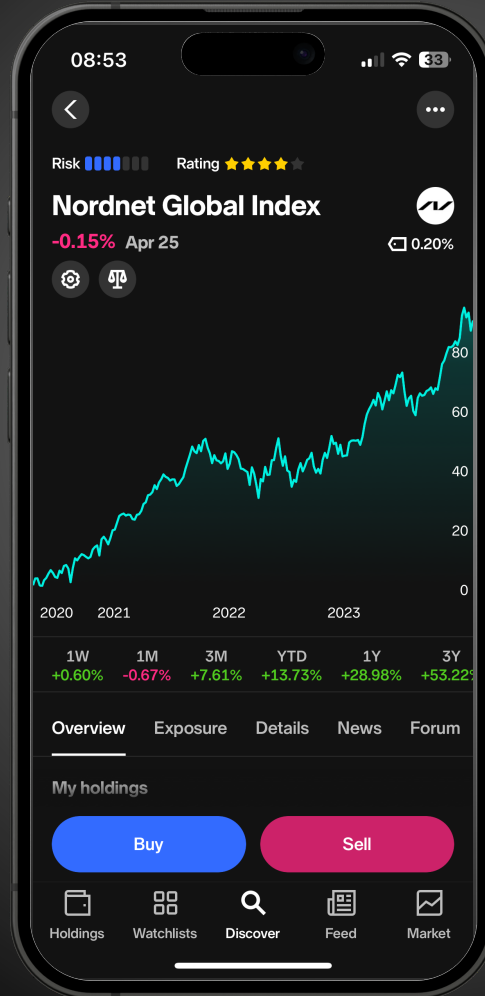 08:53 33
Risk Rating
Nordnet Global Index
-0.15% Apr 25 0.20%
80
60
40
20
0
2020 2021 2022 2023
1W 1M 3M YTD 1Y 3Y
+0.60% -0.67% +7.61% +13.73% +28.98% +53.22%
Overview Exposure Details News Forum
My holdings
Buy Sell
Holdings Watchlists Discover Feed Market